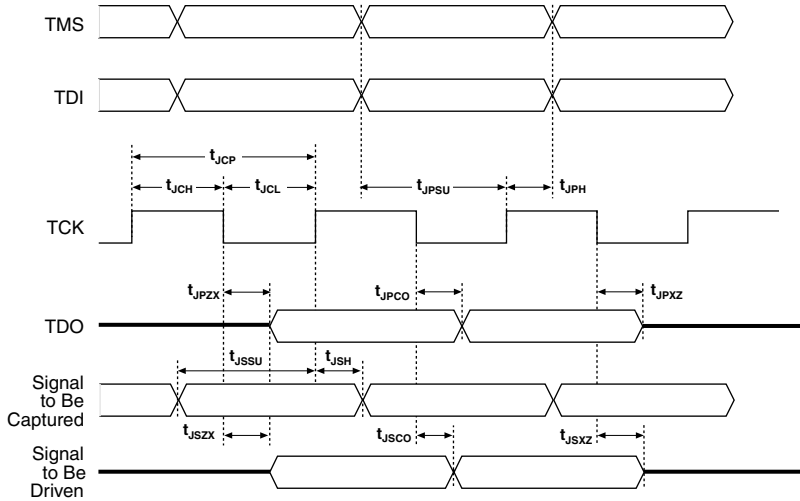 TMS
TDI
tJCP
tJCH tJCL tJPSU tJPH
TCK
tJPZX tJPCO tJPXZ
TDO
tJSSU tJSH
Signal
to Be
Captured
tJSZX tJSCO tJSXZ
Signal
to Be
Driven